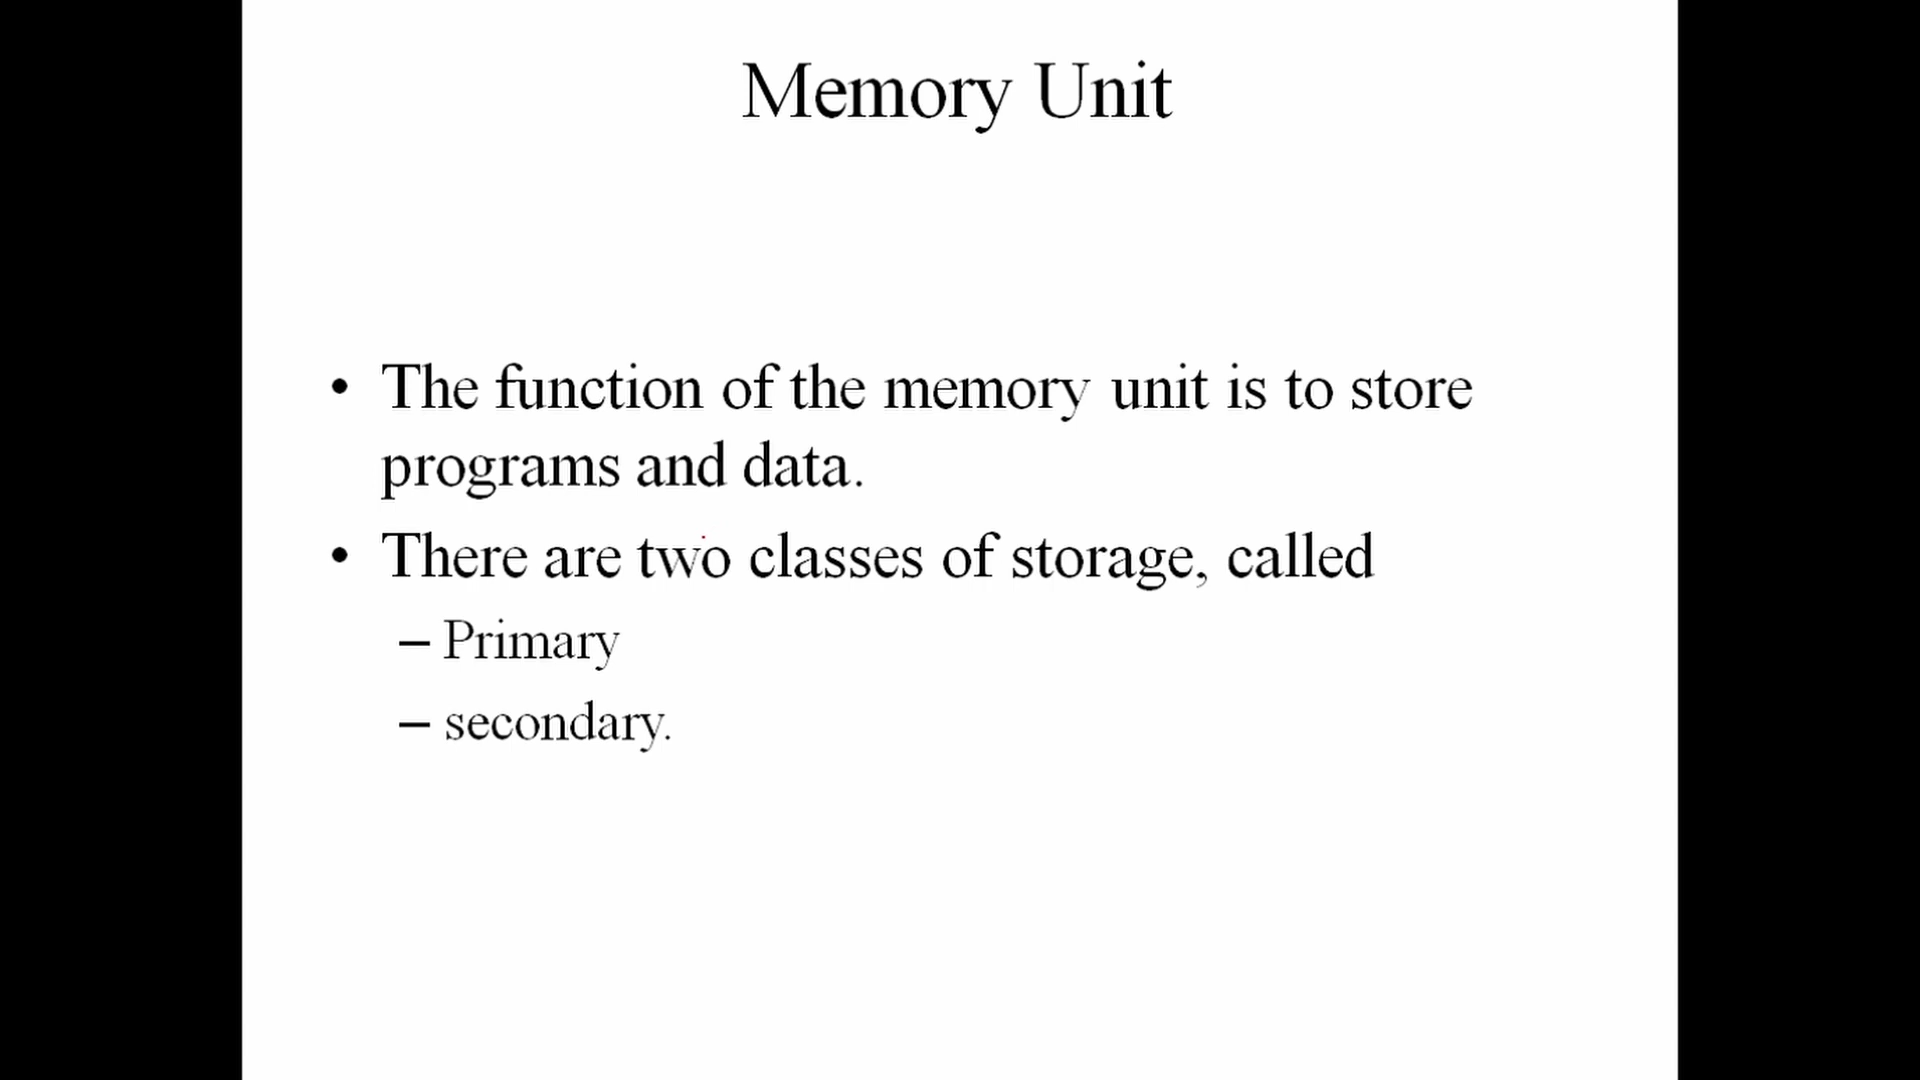 Memory Unit
• The function of the memory unit is to store
programs and data.
• There are two classes of storage, called
– Primary
– secondary.